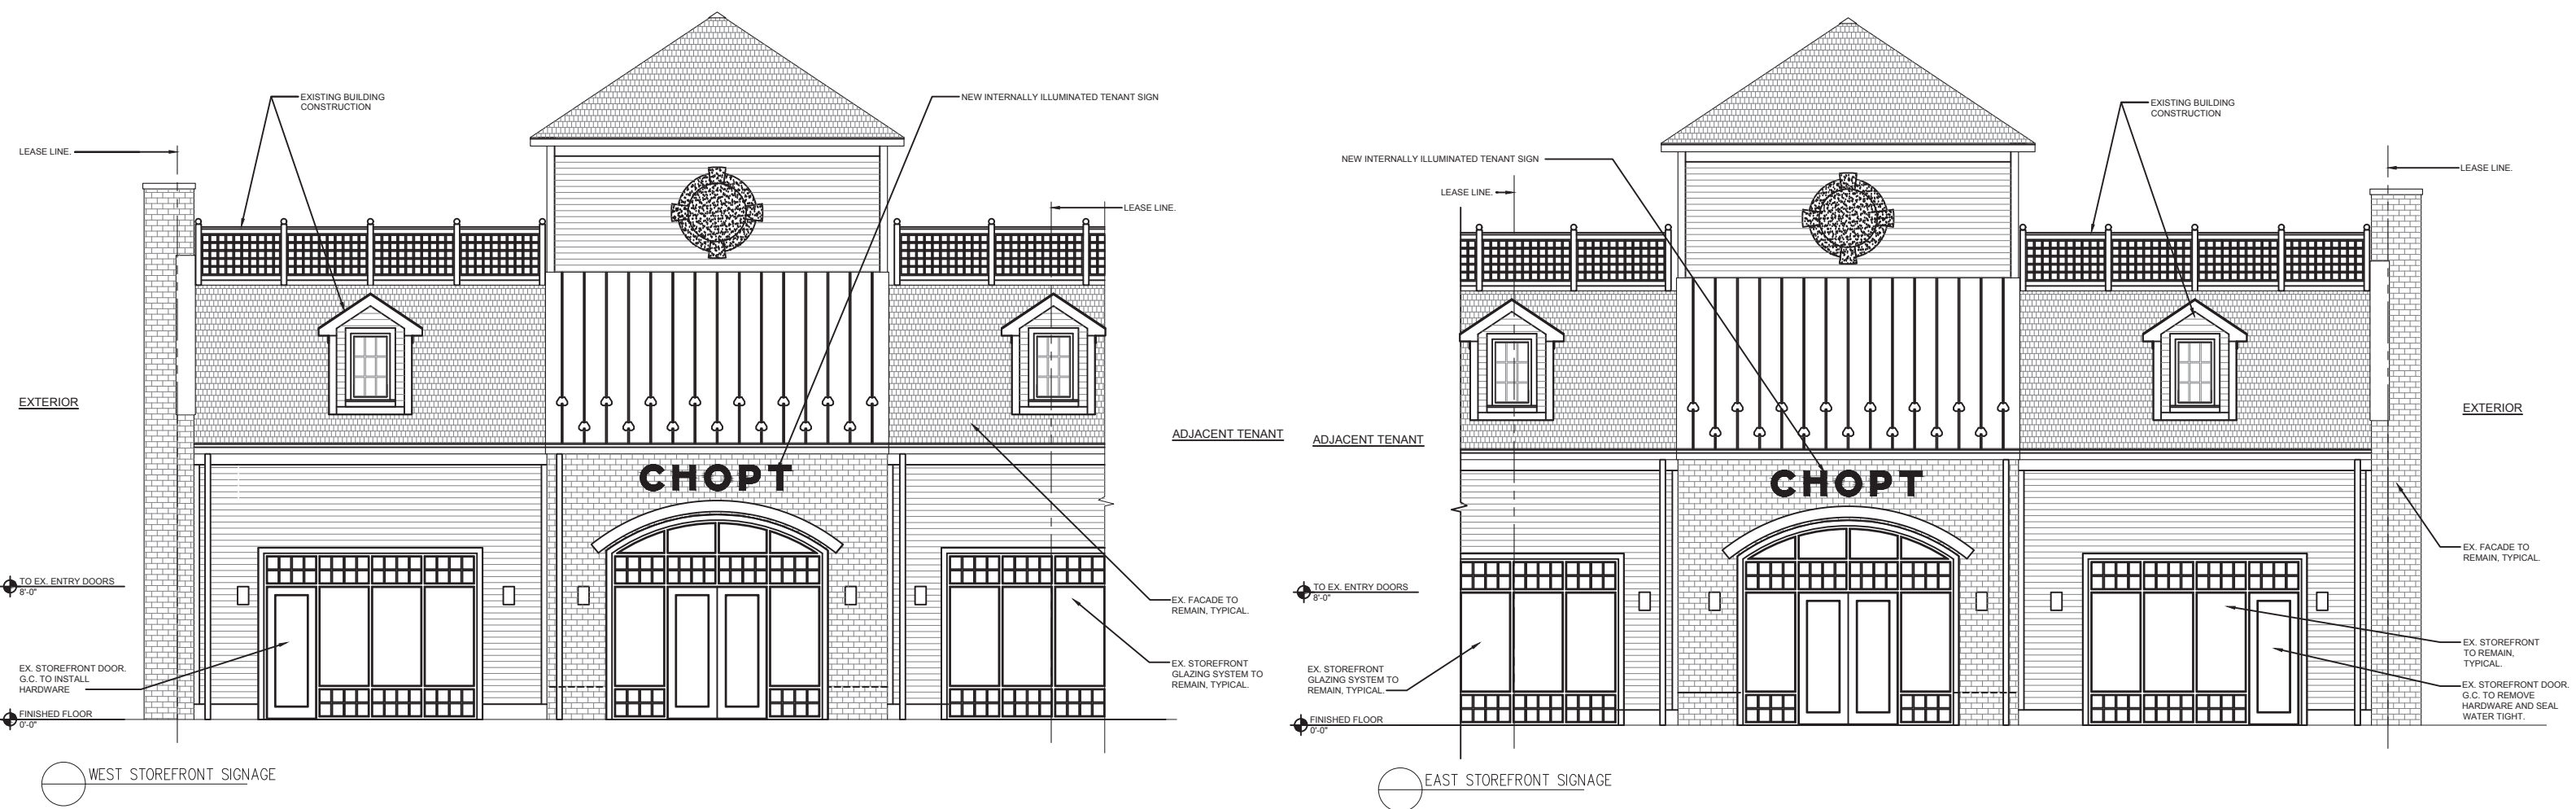 EXISTING BUILDING
CONSTRUCTION
NEW INTERNALLY ILLUMINATED TENANT SIGN
LEASE LINE.
LEASE LINE.
EXTERIOR
ADJACENT TENANT
CHOPT
TO EX. ENTRY DOORS
8'-0"
EX. FACADE TO
REMAIN, TYPICAL.
EX. STOREFRONT DOOR.
G.C. TO INSTALL
HARDWARE
EX. STOREFRONT
GLAZING SYSTEM TO
REMAIN, TYPICAL.
FINISHED FLOOR
0'-0"
WEST STOREFRONT SIGNAGE
EXISTING BUILDING
CONSTRUCTION
NEW INTERNALLY ILLUMINATED TENANT SIGN
LEASE LINE.
LEASE LINE.
EXTERIOR
ADJACENT TENANT
CHOPT
EX. FACADE TO
REMAIN, TYPICAL.
TO EX. ENTRY DOORS
8'-0"
EX. STOREFRONT
TO REMAIN,
TYPICAL.
EX. STOREFRONT
GLAZING SYSTEM TO
REMAIN, TYPICAL.
EX. STOREFRONT DOOR.
G.C. TO REMOVE
HARDWARE AND SEAL
WATER TIGHT.
FINISHED FLOOR
0'-0"
EAST STOREFRONT SIGNAGE